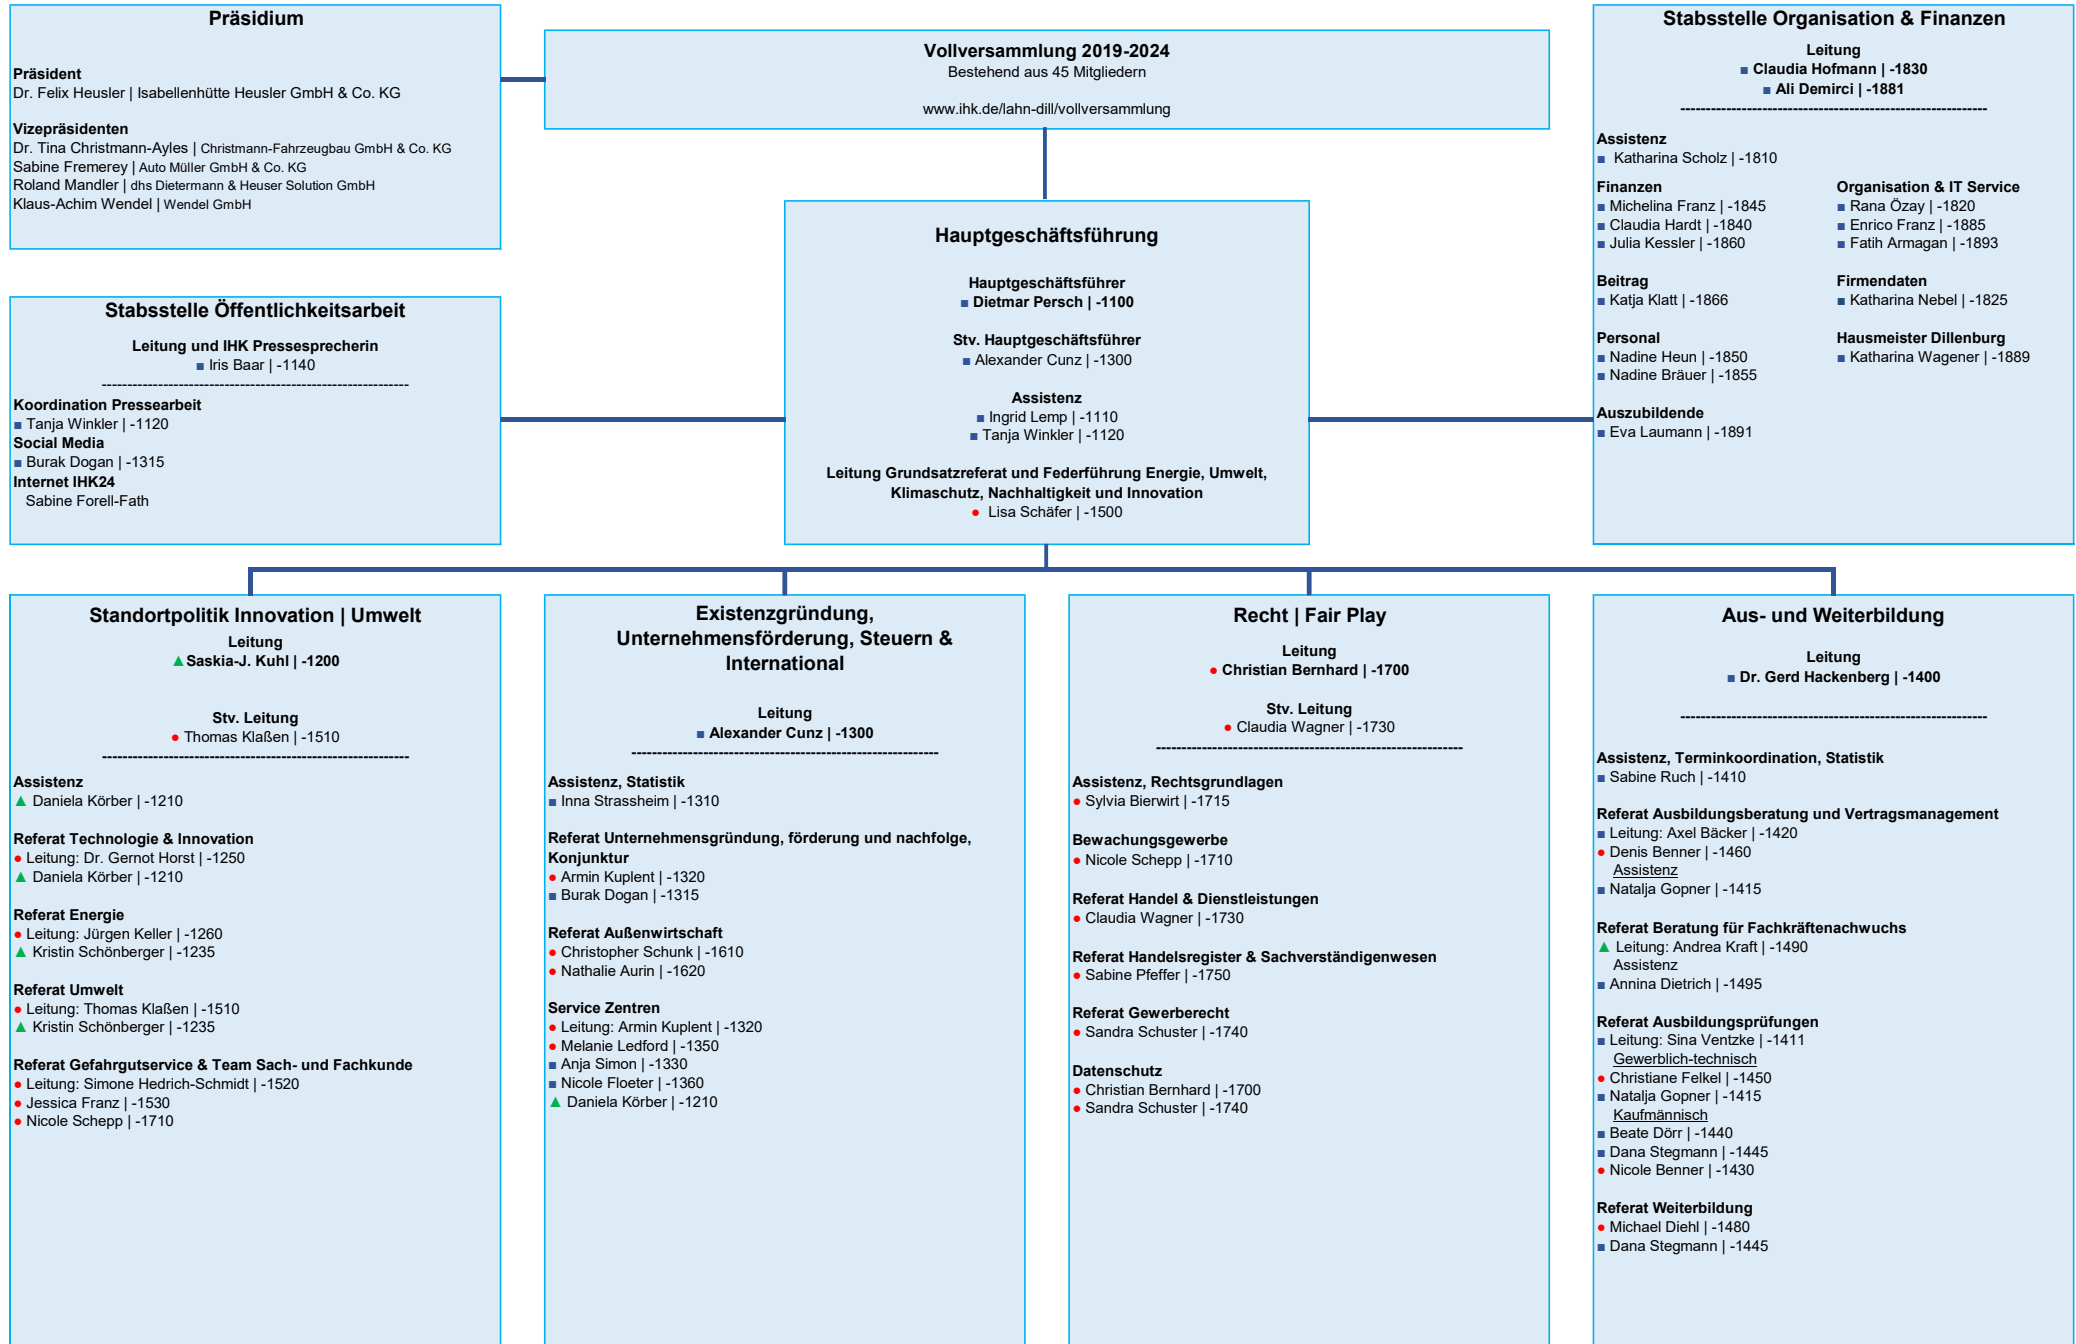 Präsidium
Präsident
Dr. Felix Heusler | Isabellenhütte Heusler GmbH & Co. KG
Vizepräsidenten
Dr. Tina Christmann-Ayles | Christmann-Fahrzeugbau GmbH & Co. KG
Sabine Fremerey | Auto Müller GmbH & Co. KG
Roland Mandler | dhs Dietermann & Heuser Solution GmbH
Klaus-Achim Wendel | Wendel GmbH
Vollversammlung 2019-2024
Bestehend aus 45 Mitgliedern
www.ihk.de/lahn-dill/vollversammlung
Stabsstelle Organisation & Finanzen
Leitung
■ Claudia Hofmann | -1830
■ Ali Demirci | -1881
------------------------------------------------------------
Assistenz
■ Katharina Scholz | -1810
Finanzen
■ Michelina Franz | -1845
■ Claudia Hardt | -1840
■ Julia Kessler | -1860
Beitrag
■ Katja Klatt | -1866
Personal
■ Nadine Heun | -1850
■ Nadine Bräuer | -1855
Auszubildende
■ Eva Laumann | -1891
Organisation & IT Service
■ Rana Özay | -1820
■ Enrico Franz | -1885
■ Fatih Armagan | -1893
Firmendaten
■ Katharina Nebel | -1825
Hausmeister Dillenburg
■ Katharina Wagener | -1889
Stabsstelle Öffentlichkeitsarbeit
Leitung und IHK Pressesprecherin
■ Iris Baar | -1140
------------------------------------------------------------
Koordination Pressearbeit
■ Tanja Winkler | -1120
Social Media
■ Burak Dogan | -1315
Internet IHK24
Sabine Forell-Fath
Hauptgeschäftsführung
Hauptgeschäftsführer
■ Dietmar Persch | -1100
Stv. Hauptgeschäftsführer
■ Alexander Cunz | -1300
Assistenz
■ Ingrid Lemp | -1110
■ Tanja Winkler | -1120
Leitung Grundsatzreferat und Federführung Energie, Umwelt,
Klimaschutz, Nachhaltigkeit und Innovation
● Lisa Schäfer | -1500
Standortpolitik Innovation | Umwelt
Leitung
▲Saskia-J. Kuhl | -1200
Stv. Leitung
● Thomas Klaßen | -1510
------------------------------------------------------------
Assistenz
▲ Daniela Körber | -1210
Referat Technologie & Innovation
● Leitung: Dr. Gernot Horst | -1250
▲ Daniela Körber | -1210
Referat Energie
● Leitung: Jürgen Keller | -1260
▲ Kristin Schönberger | -1235
Referat Umwelt
● Leitung: Thomas Klaßen | -1510
▲ Kristin Schönberger | -1235
Referat Gefahrgutservice & Team Sach- und Fachkunde
● Leitung: Simone Hedrich-Schmidt | -1520
● Jessica Franz | -1530
● Nicole Schepp | -1710
Existenzgründung,
Unternehmensförderung, Steuern &
International
Leitung
■ Alexander Cunz | -1300
------------------------------------------------------------
Assistenz, Statistik
■ Inna Strassheim | -1310
Referat Unternehmensgründung, förderung und nachfolge,
Konjunktur
● Armin Kuplent | -1320
■ Burak Dogan | -1315
Referat Außenwirtschaft
● Christopher Schunk | -1610
● Nathalie Aurin | -1620
Service Zentren
● Leitung: Armin Kuplent | -1320
● Melanie Ledford | -1350
■ Anja Simon | -1330
■ Nicole Floeter | -1360
▲ Daniela Körber | -1210
Recht | Fair Play
Leitung
● Christian Bernhard | -1700
Stv. Leitung
● Claudia Wagner | -1730
------------------------------------------------------------
Assistenz, Rechtsgrundlagen
● Sylvia Bierwirt | -1715
Bewachungsgewerbe
● Nicole Schepp | -1710
Referat Handel & Dienstleistungen
● Claudia Wagner | -1730
Referat Handelsregister & Sachverständigenwesen
● Sabine Pfeffer | -1750
Referat Gewerberecht
● Sandra Schuster | -1740
Datenschutz
● Christian Bernhard | -1700
● Sandra Schuster | -1740
Aus- und Weiterbildung
Leitung
■ Dr. Gerd Hackenberg | -1400
------------------------------------------------------------
Assistenz, Terminkoordination, Statistik
■ Sabine Ruch | -1410
Referat Ausbildungsberatung und Vertragsmanagement
■ Leitung: Axel Bäcker | -1420
● Denis Benner | -1460
Assistenz
■ Natalja Gopner | -1415
Referat Beratung für Fachkräftenachwuchs
▲ Leitung: Andrea Kraft | -1490
Assistenz
■ Annina Dietrich | -1495
Referat Ausbildungsprüfungen
■ Leitung: Sina Ventzke | -1411
Gewerblich-technisch
● Christiane Felkel | -1450
■ Natalja Gopner | -1415
Kaufmännisch
■ Beate Dörr | -1440
■ Dana Stegmann | -1445
● Nicole Benner | -1430
Referat Weiterbildung
● Michael Diehl | -1480
■ Dana Stegmann | -1445